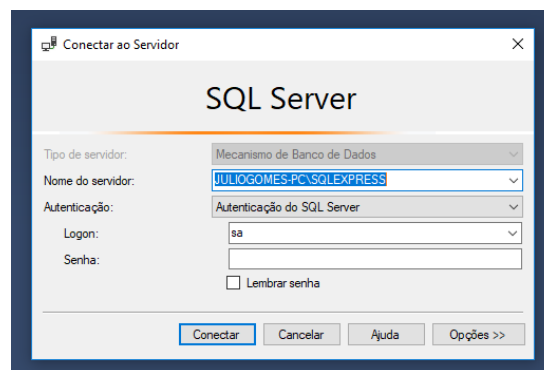 Conectar ao Servidor
SQL Server
Tipo de servidor: Mecanismo de Banco de Dados
Nome do servidor: JULIOGOMES-PC\SQLEXPRESS
Autenticação: Autenticação do SQL Server
Logon: sa
Senha:
Lembrar senha
Conectar Cancelar Ajuda Opções >>